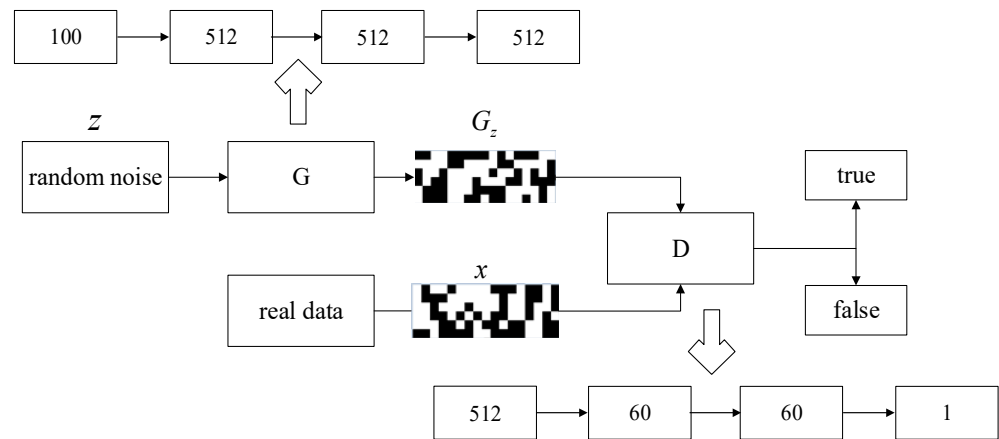 100
512
512
512
z
G_z
random noise
G
true
D
x
real data
false
512
60
60
1